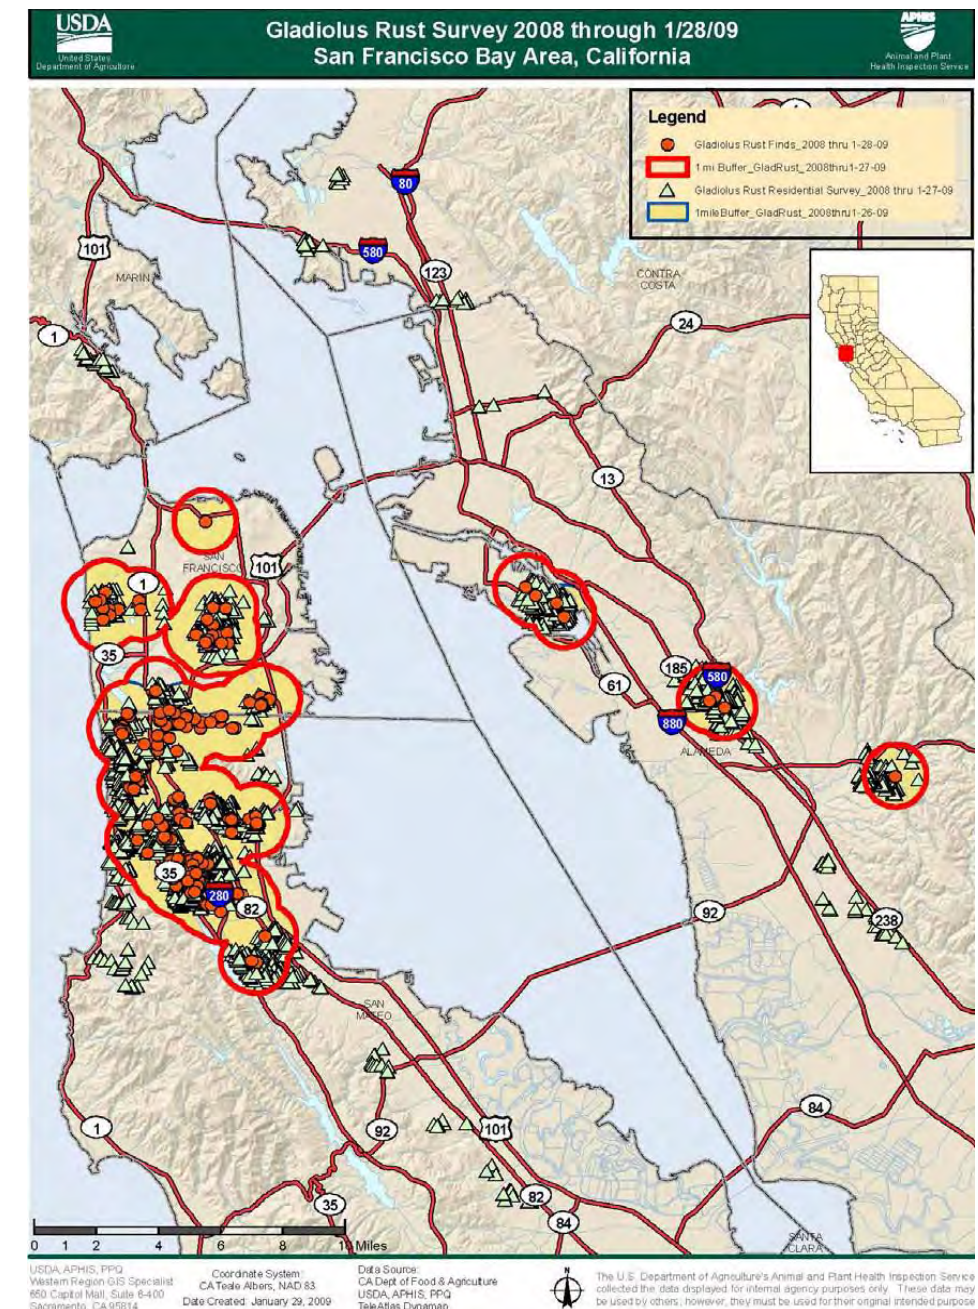 USDA
United States
Department of Agriculture
Gladiolus Rust Survey 2008 through 1/28/09
San Francisco Bay Area, California
APHIS
Animal and Plant
Health Inspection Service
Legend
Gladiolus Rust Finds_2008 thru 1-28-09
1 mi Buffer_GladRust_2008thru1-27-09
Gladiolus Rust Residential Survey_2008 thru 1-27-09
1mileBuffer_GladRust_2008thru1-26-09
80
101
580
MARIN
123
CONTRA
COSTA
1
24
13
SAN
FRANCISCO
101
1
35
185
580
61
880
ALAMEDA
35
280
82
92
238
SAN
MATEO
84
1
92
101
35
82
84
SANTA
CLARA
0 1 2 4 6 8 10 Miles
USDA, APHIS, PPQ
Western Region GIS Specialist
650 Capitol Mall, Suite 6-400
Sacramento, CA 95814
Coordinate System:
CA Teale Albers, NAD 83
Date Created: January 29, 2009
Data Source:
CA Dept of Food & Agriculture
USDA, APHIS, PPQ
TeleAtlas Dynamap
The U.S. Department of Agriculture's Animal and Plant Health Inspection Service
collected the data displayed for internal agency purposes only. These data may
be used by others; however, they must be used for their original intended purpose